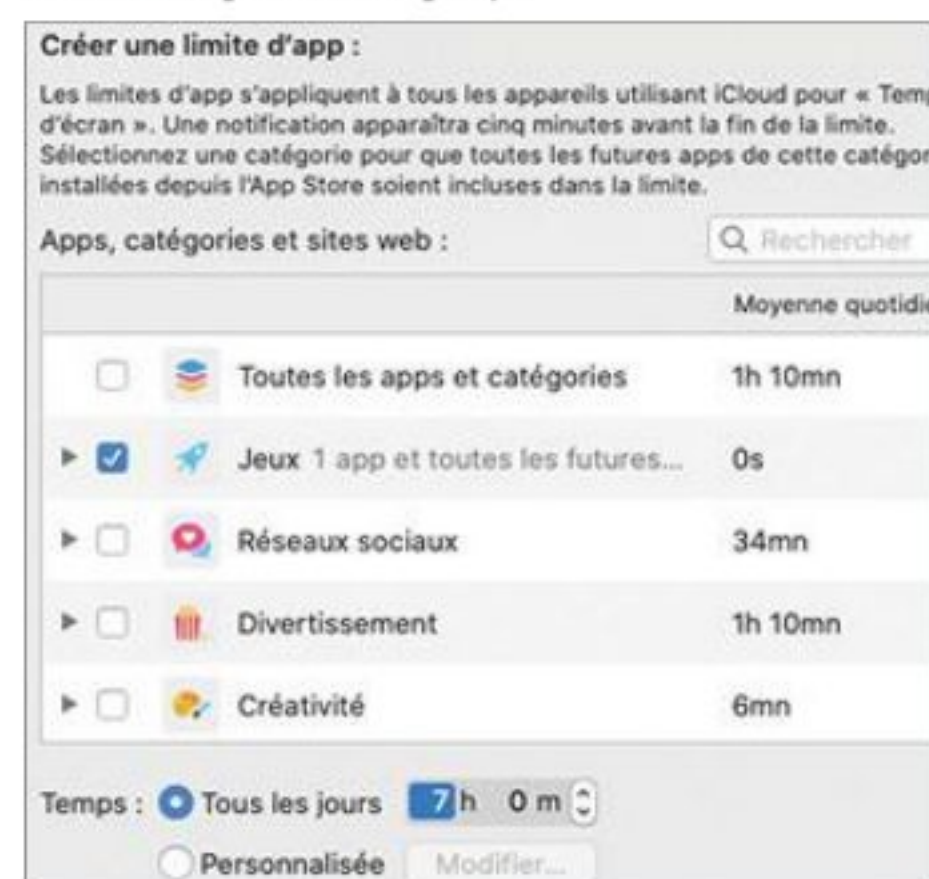 Créer une limite d'app :
Les limites d'app s'appliquent à tous les appareils utilisant iCloud pour « Temp
d'écran ». Une notification apparaîtra cinq minutes avant la fin de la limite.
Sélectionnez une catégorie pour que toutes les futures apps de cette catégor
installées depuis l'App Store soient incluses dans la limite.
Apps, catégories et sites web :
Rechercher
Moyenne quotidie
Toutes les apps et catégories 1h 10mn
Jeux 1 app et toutes les futures... 0s
Réseaux sociaux 34mn
Divertissement 1h 10mn
Créativité 6mn
Temps : Tous les jours 7 h 0 m
Personnalisée Modifier...